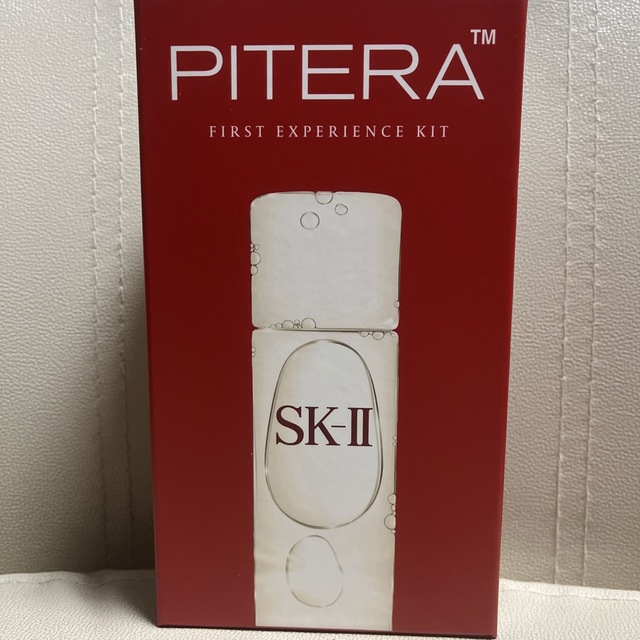 PITERA™
FIRST EXPERIENCE KIT
SK-II